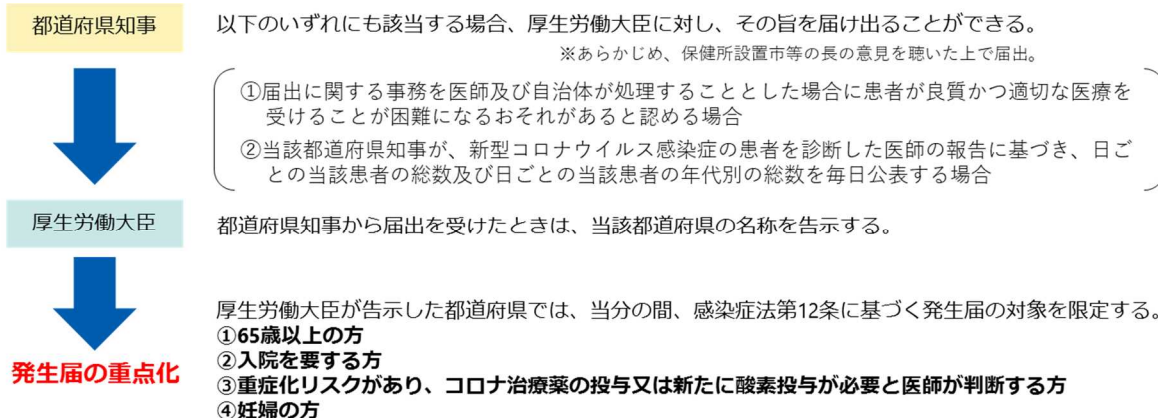 都道府県知事
以下のいずれにも該当する場合、厚生労働大臣に対し、その旨を届け出ることができる。
※あらかじめ、保健所設置市等の長の意見を聴いた上で届出。
①届出に関する事務を医師及び自治体が処理することとした場合に患者が良質かつ適切な医療を
受けることが困難になるおそれがあると認める場合
②当該都道府県知事が、新型コロナウイルス感染症の患者を診断した医師の報告に基づき、日ご
との当該患者の総数及び日ごとの当該患者の年代別の総数を毎日公表する場合
厚生労働大臣
都道府県知事から届出を受けたときは、当該都道府県の名称を告示する。
厚生労働大臣が告示した都道府県では、当分の間、感染症法第12条に基づく発生届の対象を限定する。
①65歳以上の方
②入院を要する方
発生届の重点化
③重症化リスクがあり、コロナ治療薬の投与又は新たに酸素投与が必要と医師が判断する方
④妊婦の方